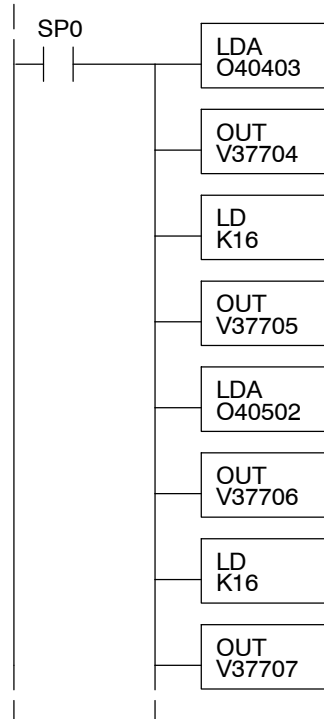 SP0
LDA
O40403
OUT
V37704
LD
K16
OUT
V37705
LDA
O40502
OUT
V37706
LD
K16
OUT
V37707